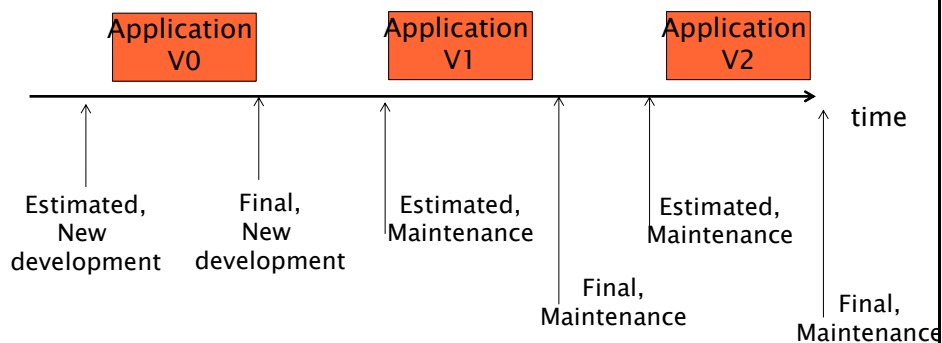 Application
V0
Application
V1
Application
V2
time
Estimated,
New
development
Final,
New
development
Estimated,
Maintenance
Final,
Maintenance
Estimated,
Maintenance
Final,
Maintenance